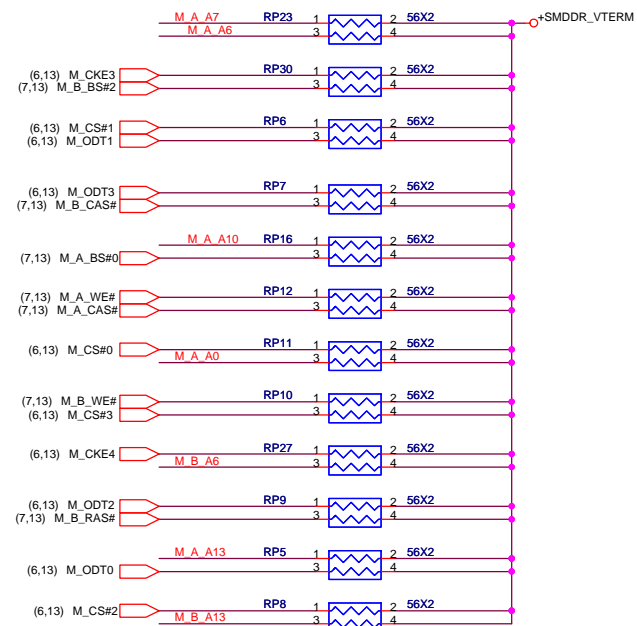 M_A_A7 RP23 1 2 56X2 +SMDDR_VTERM
M_A_A6 3 4
(6,13) M_CKE3 RP30 1 2 56X2
(7,13) M_B_BS#2 3 4
(6,13) M_CS#1 RP6 1 2 56X2
(6,13) M_ODT1 3 4
(6,13) M_ODT3 RP7 1 2 56X2
(7,13) M_B_CAS# 3 4
M_A_A10 RP16 1 2 56X2
(7,13) M_A_BS#0 3 4
(7,13) M_A_WE# RP12 1 2 56X2
(7,13) M_A_CAS# 3 4
(6,13) M_CS#0 RP11 1 2 56X2
M_A_A0 3 4
(7,13) M_B_WE# RP10 1 2 56X2
(6,13) M_CS#3 3 4
(6,13) M_CKE4 RP27 1 2 56X2
M_B_A6 3 4
(6,13) M_ODT2 RP9 1 2 56X2
(7,13) M_B_RAS# 3 4
M_A_A13 RP5 1 2 56X2
(6,13) M_ODT0 3 4
(6,13) M_CS#2 RP8 1 2 56X2
M_B_A13 3 4